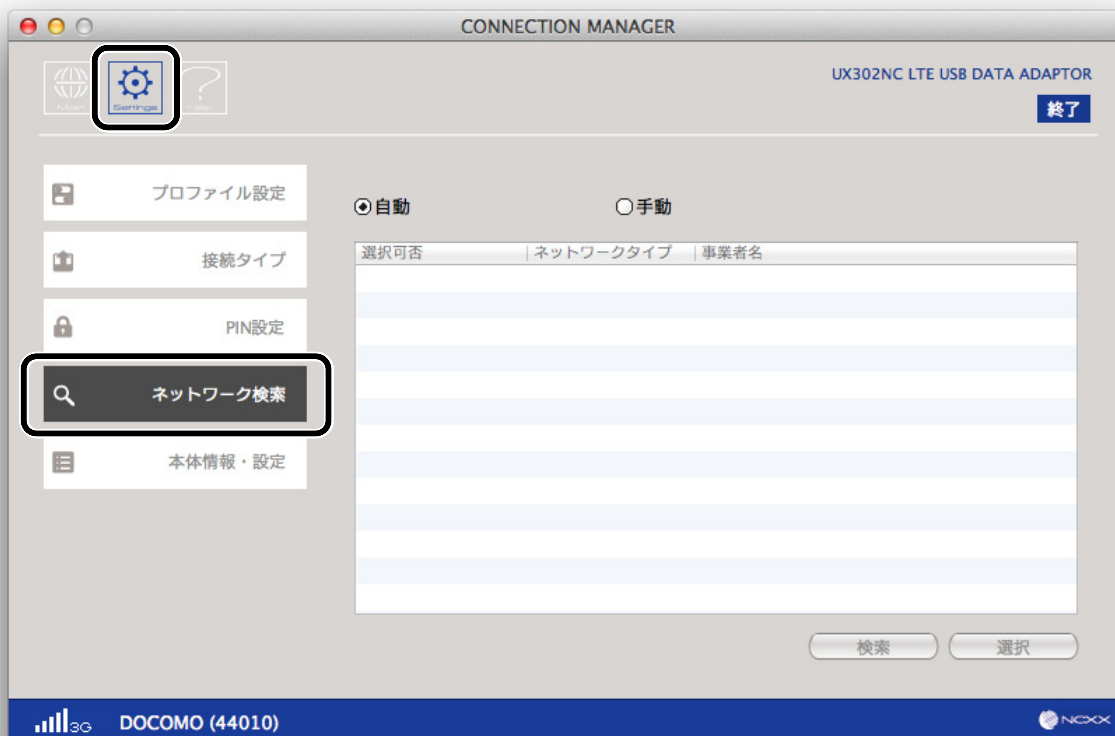 CONNECTION MANAGER
Main
Settings
Help
UX302NC LTE USB DATA ADAPTOR
終了
プロファイル設定
接続タイプ
PIN設定
ネットワーク検索
本体情報・設定
自動 手動
選択可否 ネットワークタイプ 事業者名
検索 選択
3G DOCOMO (44010)
NCXX